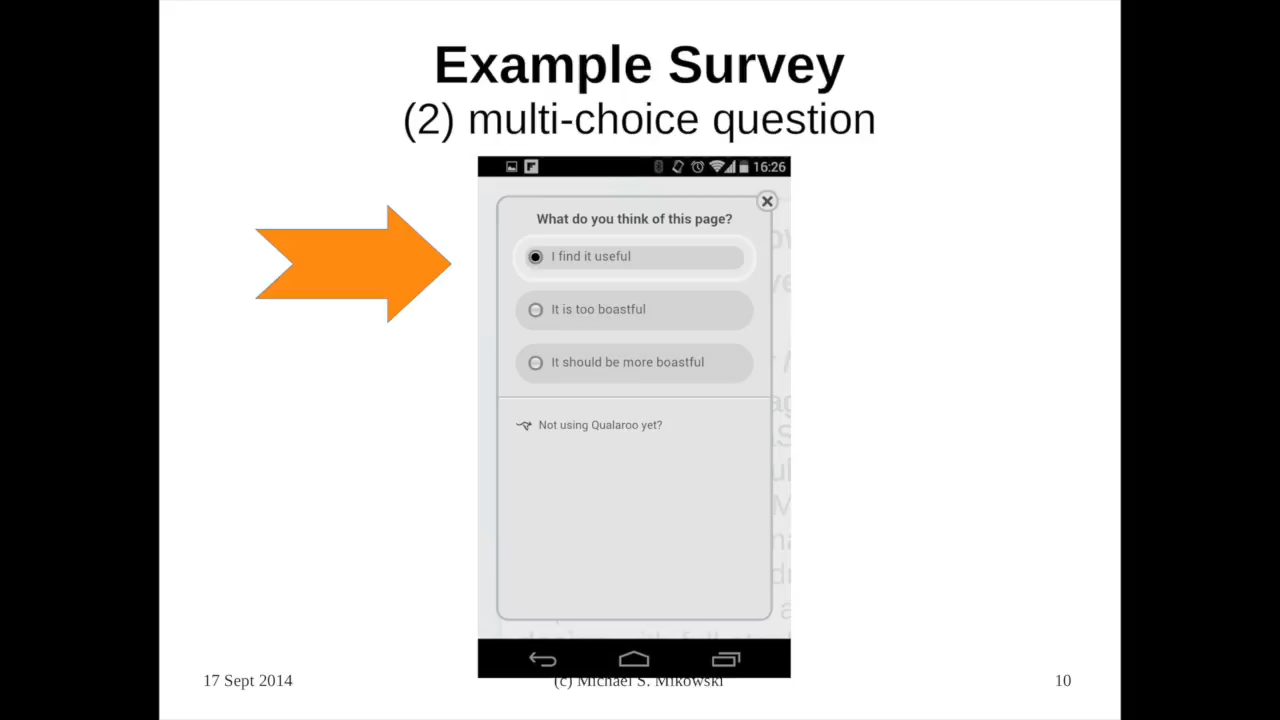 Example Survey
(2) multi-choice question
16:26
What do you think of this page?
I find it useful
It is too boastful
It should be more boastful
Not using Qualaroo yet?
17 Sept 2014
(c) Michael S. Mikowski
10